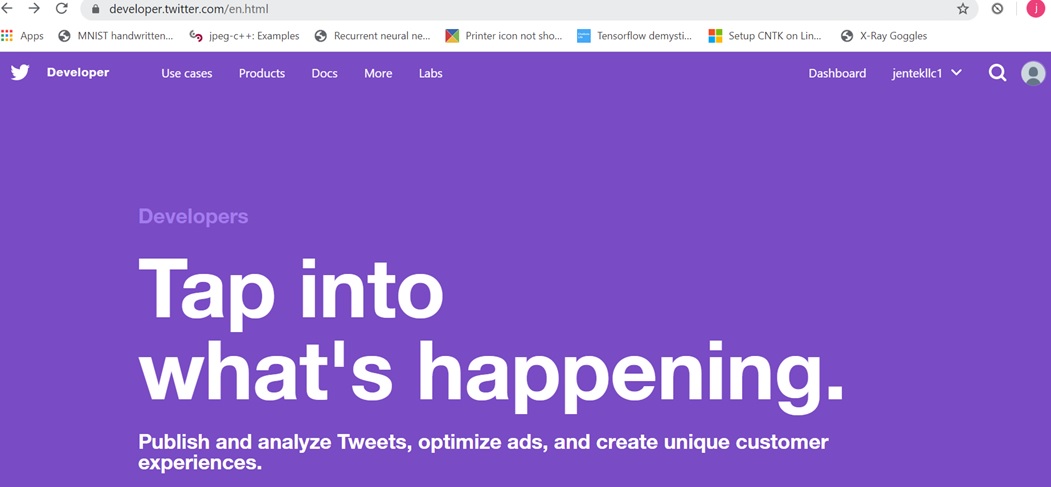 developer.twitter.com/en.html
j
Apps MNIST handwritten... jpeg-c++: Examples Recurrent neural ne... Printer icon not sho... Tensorflow demysti... Setup CNTK on Lin... X-Ray Goggles
Developer Use cases Products Docs More Labs Dashboard jentekllc1
Developers
Tap into
what's happening.
Publish and analyze Tweets, optimize ads, and create unique customer
experiences.